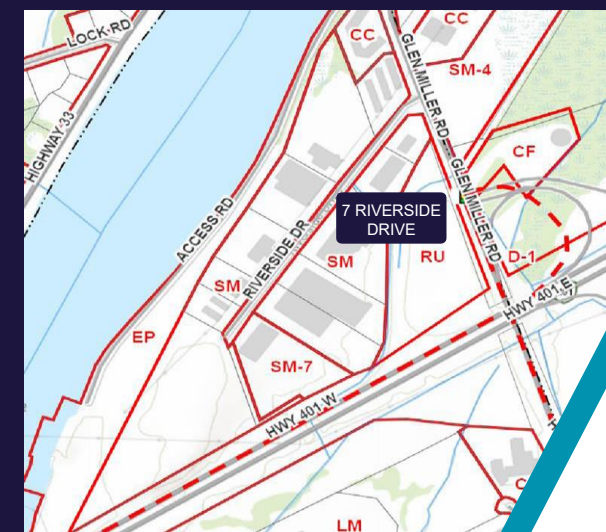 LOCK RD
HIGHWAY 33
CC
CC
SM-4
GLEN MILLER RD
GLEN MILLER RD
CF
7 RIVERSIDE
DRIVE
ACCESS RD
RIVERSIDE DR
SM
SM
RU
D-1
HWY 401 E
EP
SM-7
HWY 401 W
LM